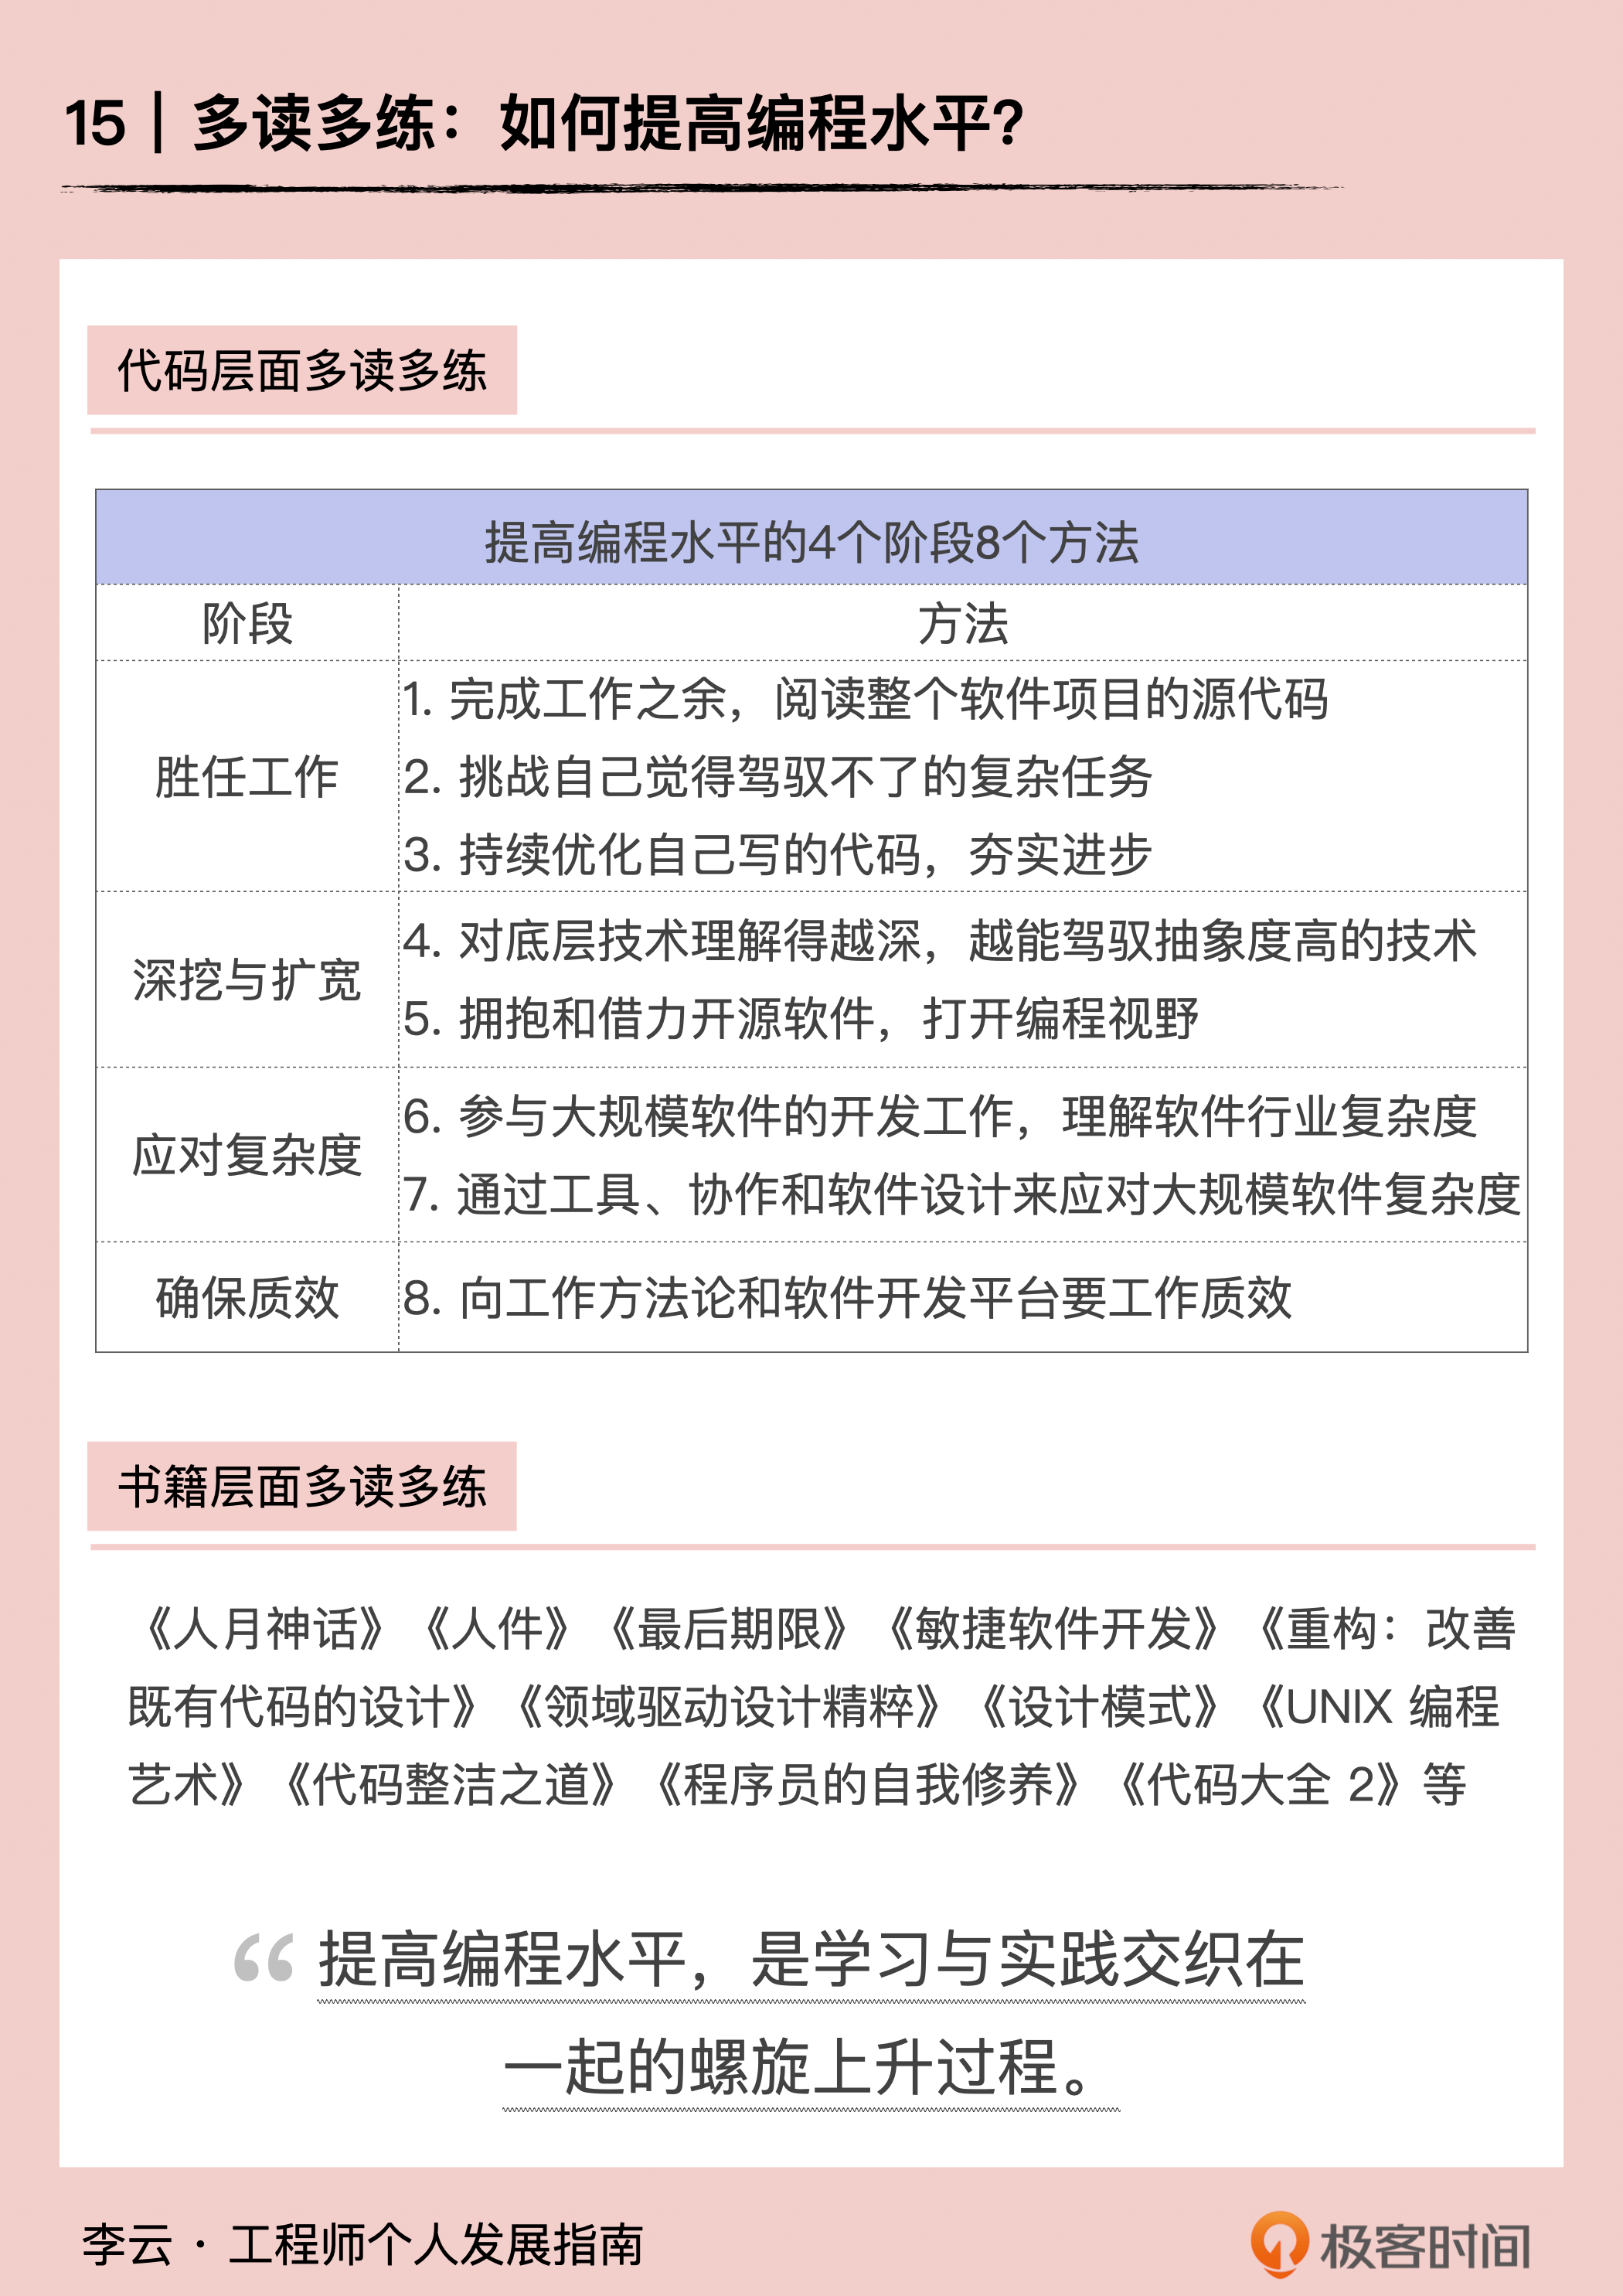 15｜多读多练：如何提高编程水平？
代码层面多读多练
提高编程水平的4个阶段8个方法
阶段
方法
胜任工作
1. 完成工作之余，阅读整个软件项目的源代码
2. 挑战自己觉得驾驭不了的复杂任务
3. 持续优化自己写的代码，夯实进步
深挖与扩宽
4. 对底层技术理解得越深，越能驾驭抽象度高的技术
5. 拥抱和借力开源软件，打开编程视野
应对复杂度
6. 参与大规模软件的开发工作，理解软件行业复杂度
7. 通过工具、协作和软件设计来应对大规模软件复杂度
确保质效
8. 向工作方法论和软件开发平台要工作质效
书籍层面多读多练
《人月神话》《人件》《最后期限》《敏捷软件开发》《重构：改善
既有代码的设计》《领域驱动设计精粹》《设计模式》《UNIX 编程
艺术》《代码整洁之道》《程序员的自我修养》《代码大全 2》等
“提高编程水平，是学习与实践交织在
一起的螺旋上升过程。
李云 · 工程师个人发展指南
极客时间